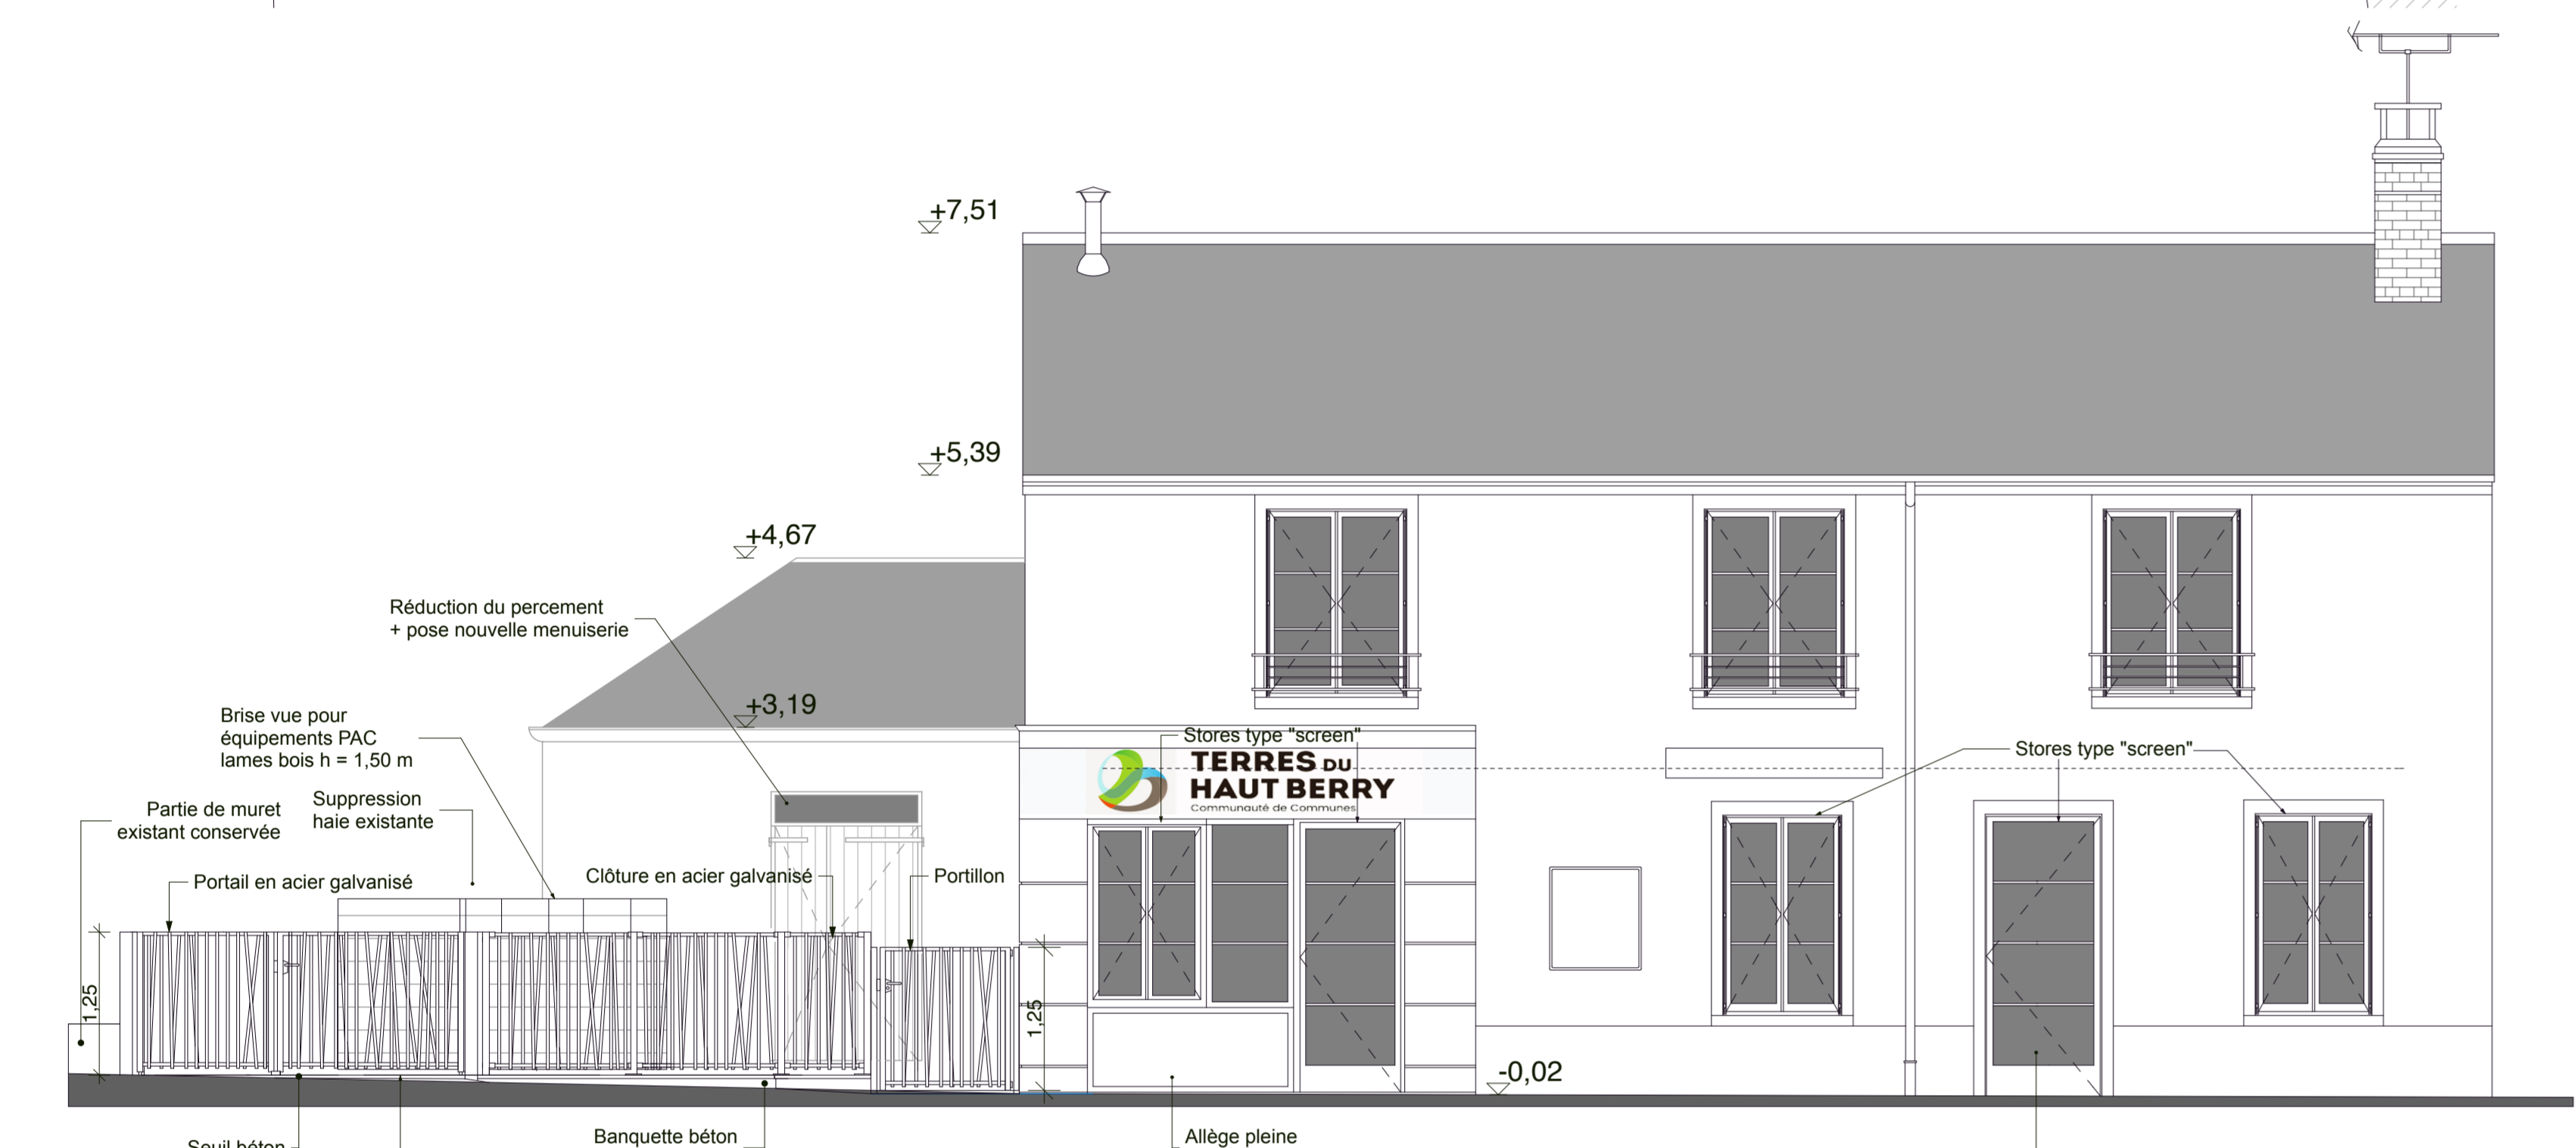 +7,51
+5,39
+4,67
Réduction du percement
+ pose nouvelle menuiserie
+3,19
Brise vue pour
équipements PAC
lames bois h = 1,50 m
Stores type "screen"
Stores type "screen"
TERRES DU
HAUT BERRY
Communauté de Communes
Partie de muret
existant conservée
Suppression
haie existante
Portail en acier galvanisé
Clôture en acier galvanisé
Portillon
1,25
1,25
-0,02
Seuil béton
Banquette béton
Allège pleine